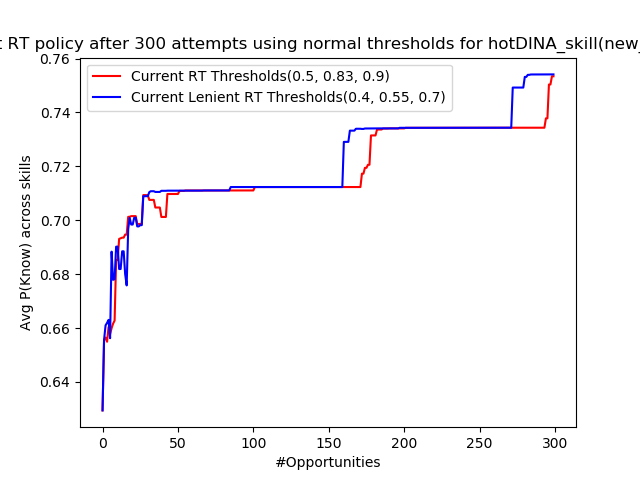 t RT policy after 300 attempts using normal thresholds for hotDINA_skill(new_
0.76
0.74
0.72
0.70
0.68
0.66
0.64
Avg P(Know) across skills
Current RT Thresholds(0.5, 0.83, 0.9)
Current Lenient RT Thresholds(0.4, 0.55, 0.7)
0 50 100 150 200 250 300
#Opportunities